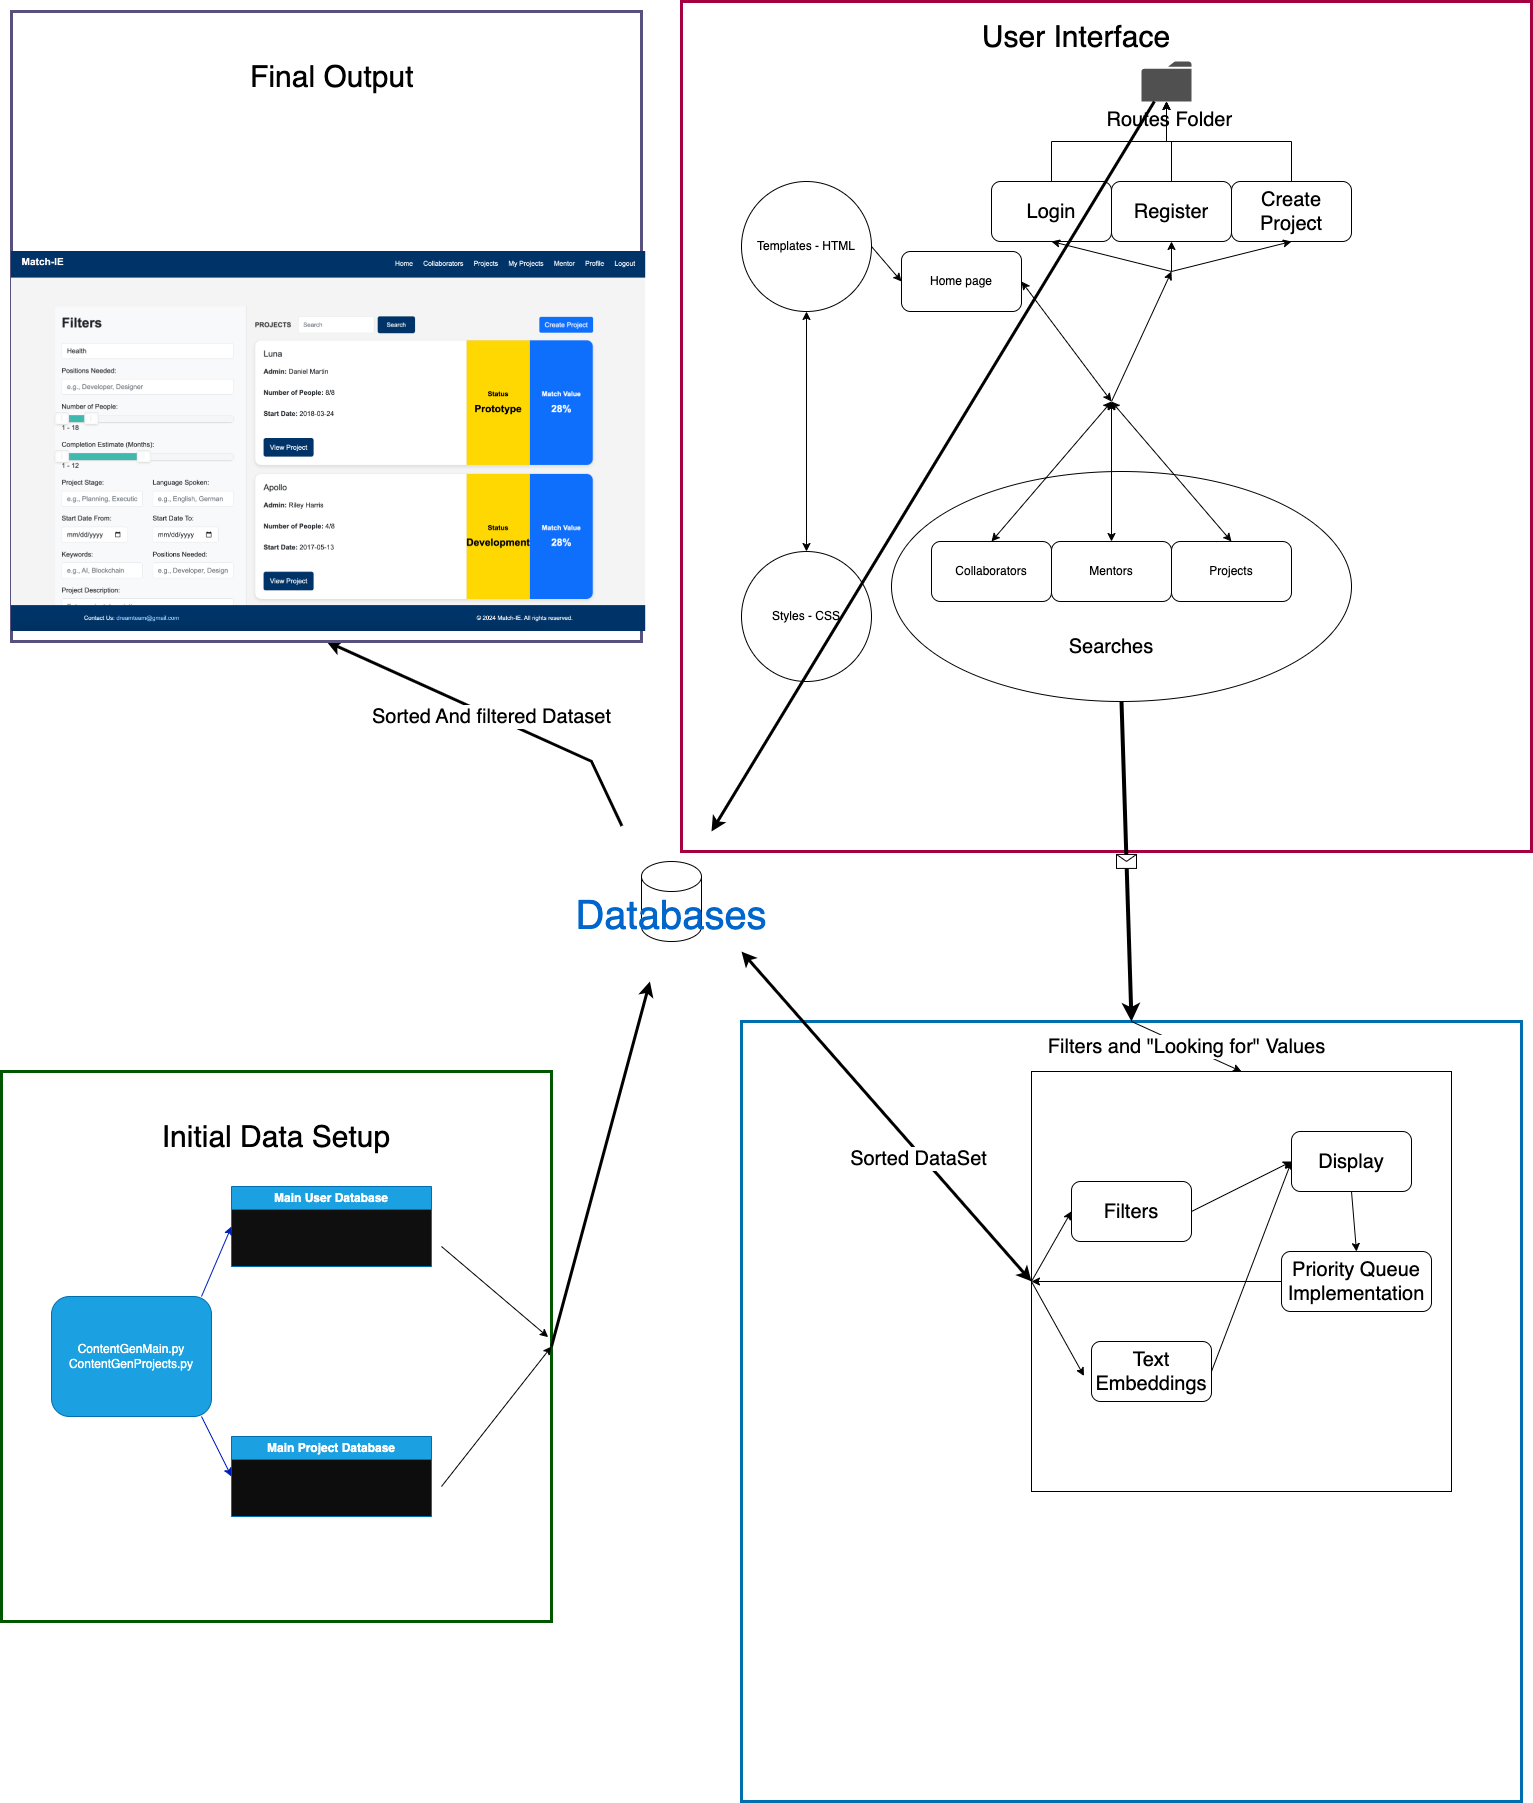 Final Output
Match-IE
Home Collaborators Projects My Projects Mentor Profile Logout
Filters
Health
Positions Needed:
e.g., Developer, Designer
Number of People:
1 - 18
Completion Estimate (Months):
1 - 12
Project Stage: Language Spoken:
e.g., Planning, Executic e.g., English, German
Start Date From: Start Date To:
mm/dd/yyyy mm/dd/yyyy
Keywords: Positions Needed:
e.g., AI, Blockchain e.g., Developer, Design
Project Description:
PROJECTS Search Search Create Project
Luna
Admin: Daniel Martin
Number of People: 8/8
Start Date: 2018-03-24
View Project
Status
Prototype
Match Value
28%
Apollo
Admin: Riley Harris
Number of People: 4/8
Start Date: 2017-05-13
View Project
Status
Development
Match Value
28%
Contact Us: dreamteam@gmail.com
© 2024 Match-IE. All rights reserved.
User Interface
Routes Folder
Login
Register
Create
Project
Templates - HTML
Home page
Styles - CSS
Collaborators
Mentors
Projects
Searches
Sorted And filtered Dataset
Databases
Initial Data Setup
Main User Database
ContentGenMain.py
ContentGenProjects.py
Main Project Database
Filters and "Looking for" Values
Sorted DataSet
Filters
Display
Priority Queue
Implementation
Text
Embeddings